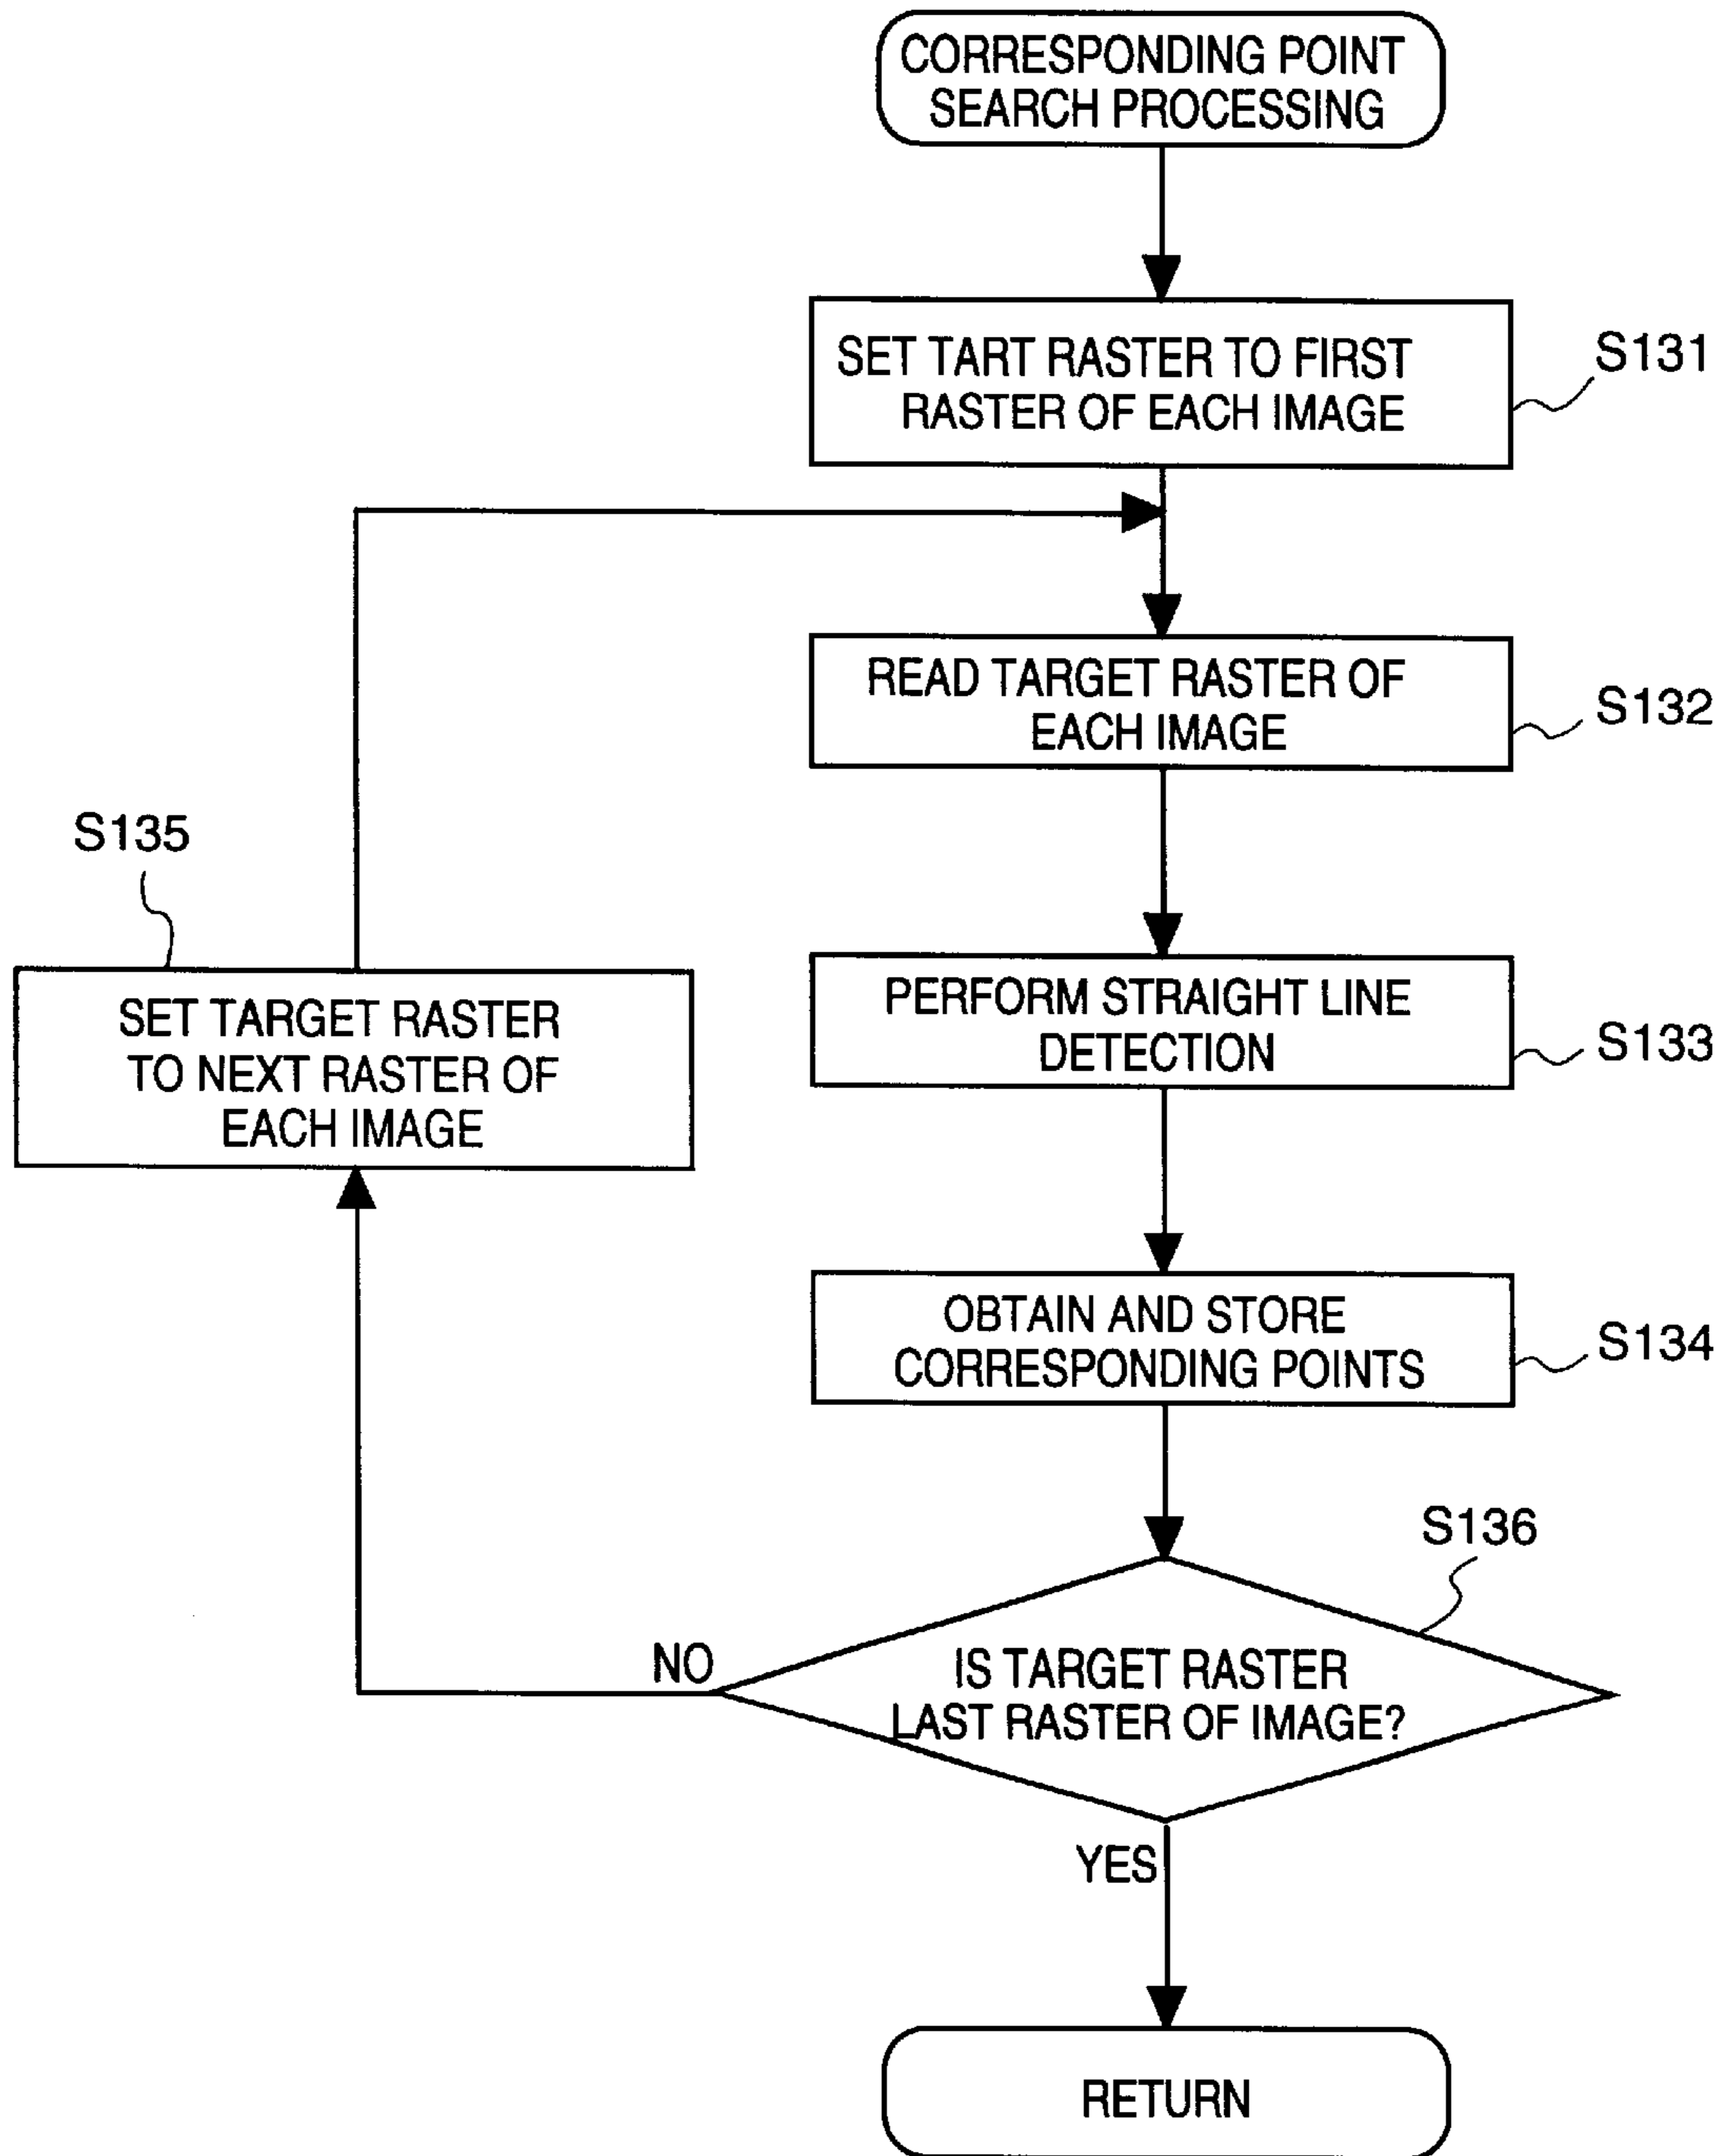 CORRESPONDING POINT
SEARCH PROCESSING
SET TART RASTER TO FIRST
RASTER OF EACH IMAGE
S131
READ TARGET RASTER OF
EACH IMAGE
S132
PERFORM STRAIGHT LINE
DETECTION
S133
OBTAIN AND STORE
CORRESPONDING POINTS
S134
S135
SET TARGET RASTER
TO NEXT RASTER OF
EACH IMAGE
S136
IS TARGET RASTER
LAST RASTER OF IMAGE?
NO
YES
RETURN